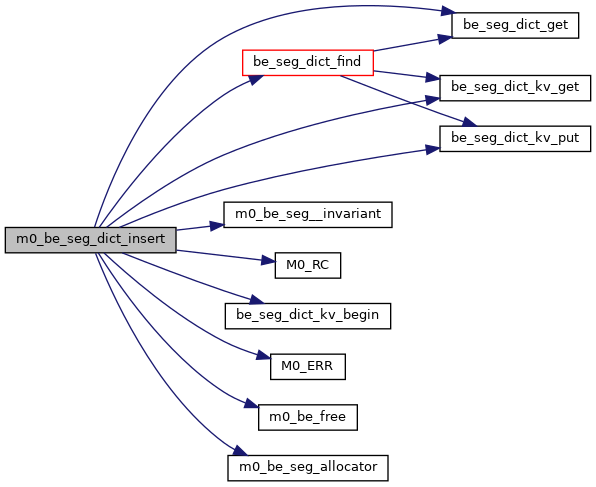 be_seg_dict_get
be_seg_dict_find
be_seg_dict_kv_get
be_seg_dict_kv_put
m0_be_seg__invariant
m0_be_seg_dict_insert
M0_RC
be_seg_dict_kv_begin
M0_ERR
m0_be_free
m0_be_seg_allocator